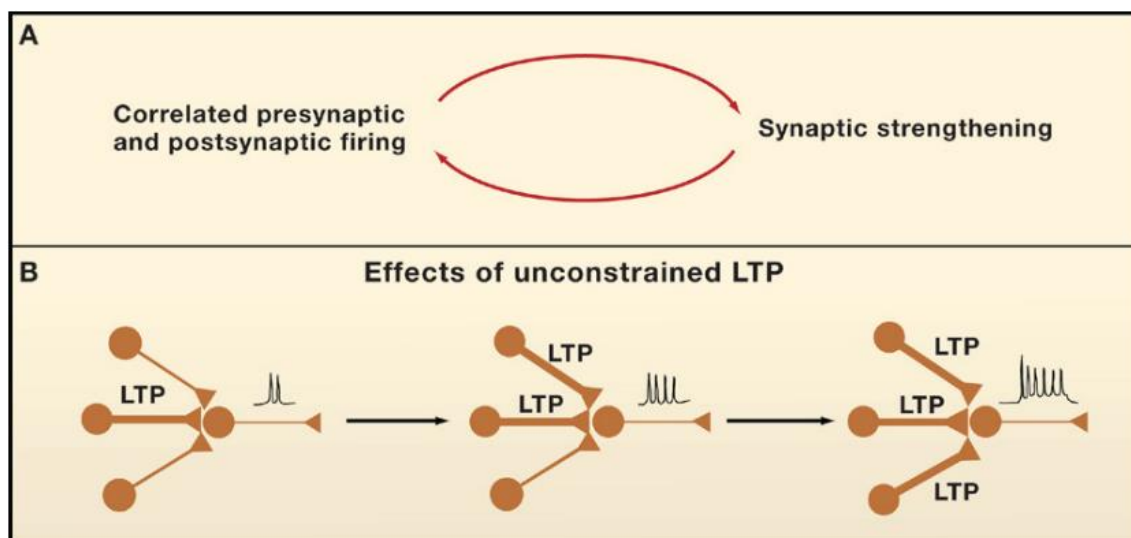 A
Correlated presynaptic
and postsynaptic firing
Synaptic strengthening
B
Effects of unconstrained LTP
LTP
LTP
LTP
LTP
LTP
LTP